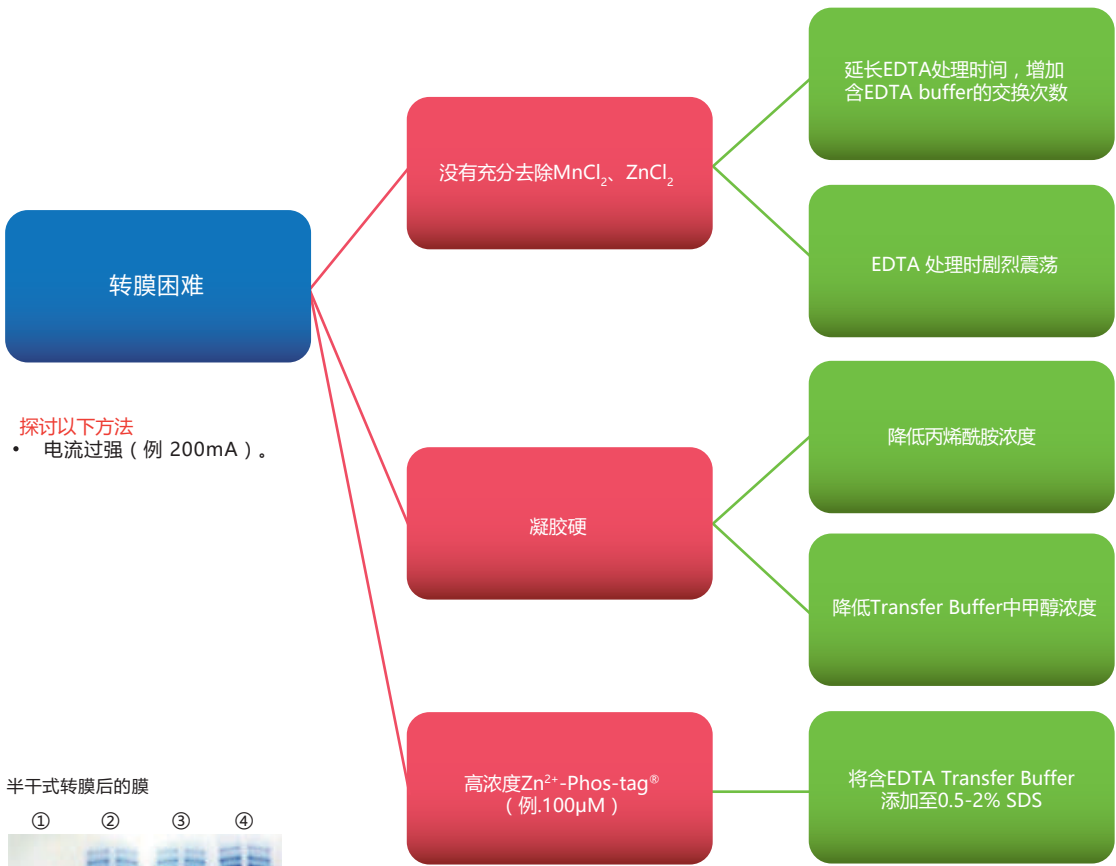 转膜困难
探讨以下方法
• 电流过强（例 200mA）。
没有充分去除MnCl₂、ZnCl₂
延长EDTA处理时间，增加
含EDTA buffer的交换次数
EDTA 处理时剧烈震荡
凝胶硬
降低丙烯酰胺浓度
降低Transfer Buffer中甲醇浓度
高浓度Zn²⁺-Phos-tag®
（例.100μM）
将含EDTA Transfer Buffer
添加至0.5-2% SDS
半干式转膜后的膜
① ② ③ ④